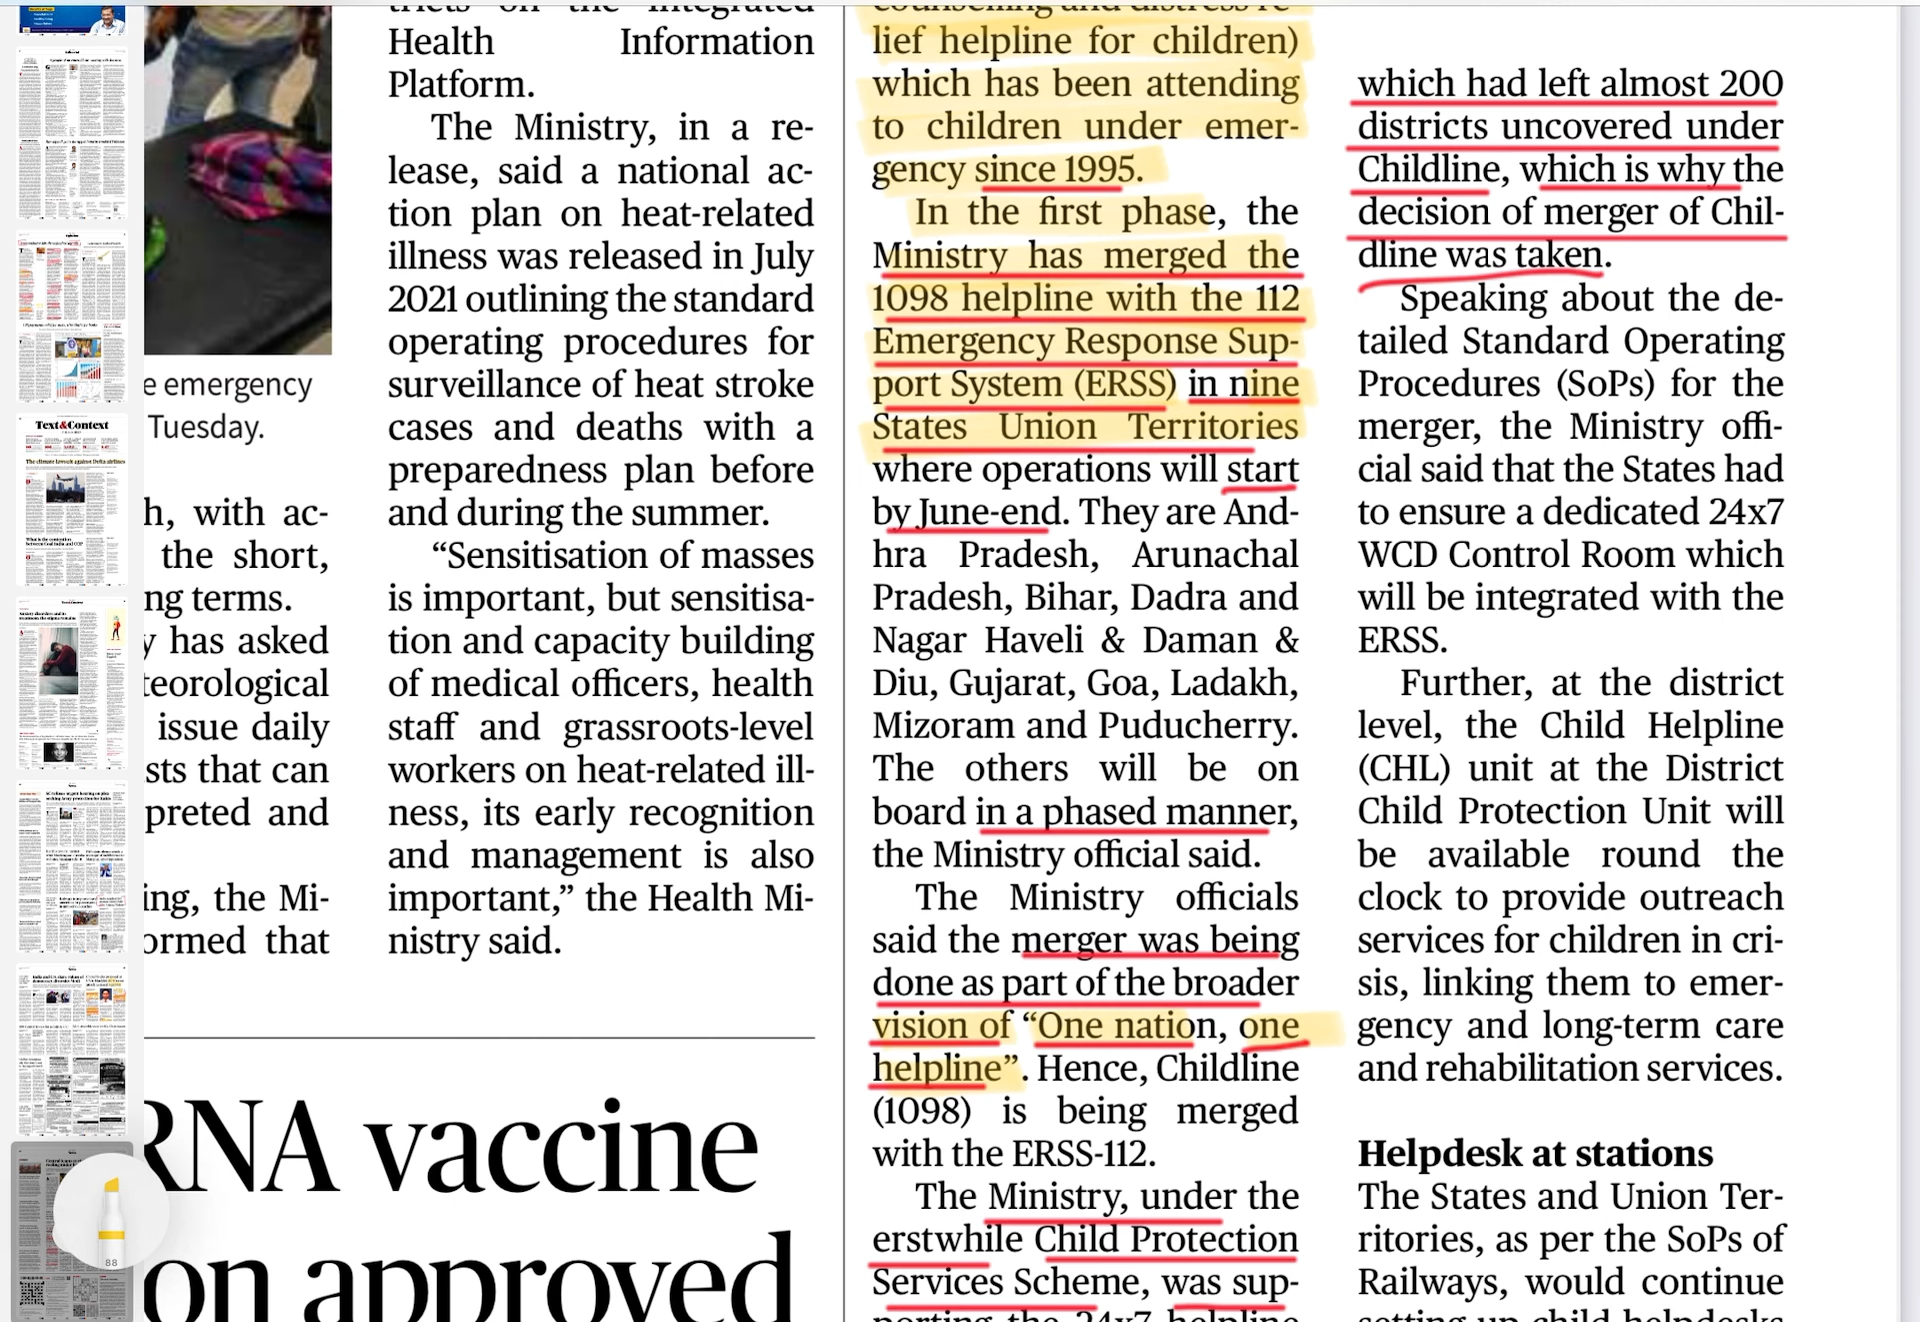 Text&Context
e emergency
Tuesday.
h, with ac-
the short,
ng terms.
y has asked
teorological
issue daily
sts that can
preted and
ing, the Mi-
ormed that
Health Information
Platform.
The Ministry, in a re-
lease, said a national ac-
tion plan on heat-related
illness was released in July
2021 outlining the standard
operating procedures for
surveillance of heat stroke
cases and deaths with a
preparedness plan before
and during the summer.
“Sensitisation of masses
is important, but sensitisa-
tion and capacity building
of medical officers, health
staff and grassroots-level
workers on heat-related ill-
ness, its early recognition
and management is also
important,” the Health Mi-
nistry said.
RNA vaccine
on approved
counselling and distress re-
lief helpline for children)
which has been attending
to children under emer-
gency since 1995.
In the first phase, the
Ministry has merged the
1098 helpline with the 112
Emergency Response Sup-
port System (ERSS) in nine
States Union Territories
where operations will start
by June-end. They are And-
hra Pradesh, Arunachal
Pradesh, Bihar, Dadra and
Nagar Haveli & Daman &
Diu, Gujarat, Goa, Ladakh,
Mizoram and Puducherry.
The others will be on
board in a phased manner,
the Ministry official said.
The Ministry officials
said the merger was being
done as part of the broader
vision of “One nation, one
helpline”. Hence, Childline
(1098) is being merged
with the ERSS-112.
The Ministry, under the
erstwhile Child Protection
Services Scheme, was sup-
porting the 24x7 helpline
which had left almost 200
districts uncovered under
Childline, which is why the
decision of merger of Chil-
dline was taken.
Speaking about the de-
tailed Standard Operating
Procedures (SoPs) for the
merger, the Ministry offi-
cial said that the States had
to ensure a dedicated 24x7
WCD Control Room which
will be integrated with the
ERSS.
Further, at the district
level, the Child Helpline
(CHL) unit at the District
Child Protection Unit will
be available round the
clock to provide outreach
services for children in cri-
sis, linking them to emer-
gency and long-term care
and rehabilitation services.
Helpdesk at stations
The States and Union Ter-
ritories, as per the SoPs of
Railways, would continue
setting up child helpdesks
88